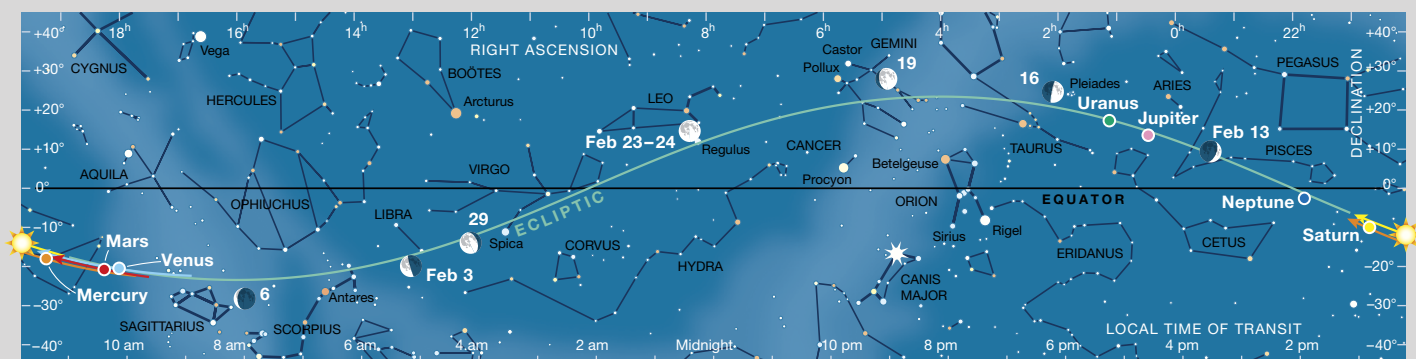 +40°
18h
16h
14h
10h
8h
6h
4h
2h
0h
22h
+40°
RIGHT ASCENSION
CYGNUS
Vega
BOÖTES
HERCULES
Arcturus
LEO
Castor
GEMINI
Pollux
19
16
Pleiades
ARIES
PEGASUS
DECLINATION
+30°
+30°
+20°
+20°
Uranus
Jupiter
Feb 13
Feb 23–24
Regulus
CANCER
Procyon
Betelgeuse
TAURUS
PISCES
+10°
+10°
AQUILA
VIRGO
0°
0°
OPHIUCHUS
LIBRA
29
Spica
ECLIPTIC
ORION
EQUATOR
Neptune
Saturn
–10°
Mars
Venus
Mercury
Feb 3
CORVUS
HYDRA
Sirius
Rigel
ERIDANUS
CETUS
–20°
CANIS
MAJOR
6
Antares
–30°
–30°
SAGITTARIUS
SCORPIUS
LOCAL TIME OF TRANSIT
–40°
10 am
8 am
6 am
4 am
2 am
Midnight
10 pm
8 pm
6 pm
4 pm
2 pm
–40°